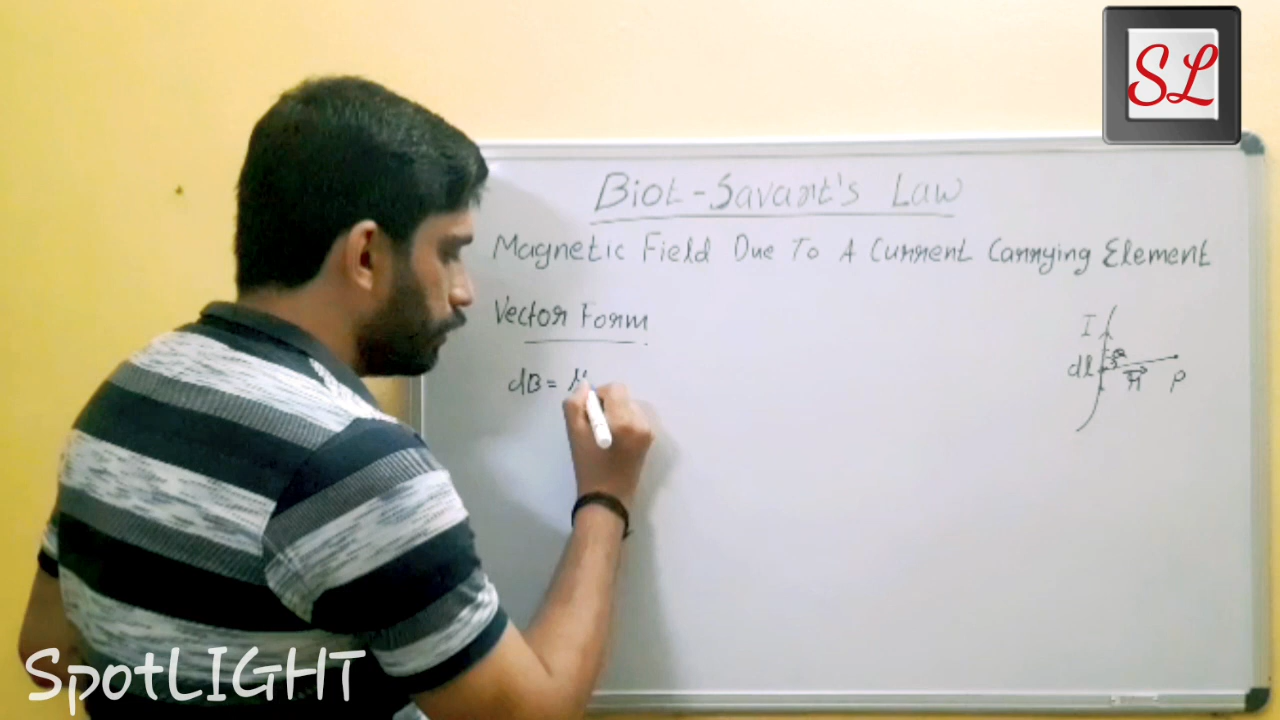 SL
Biot-Savart's Law
Magnetic Field Due To A Current Carrying Element
Vector Form
dB = μ
I
dl
θ
r
P
SpotLIGHT